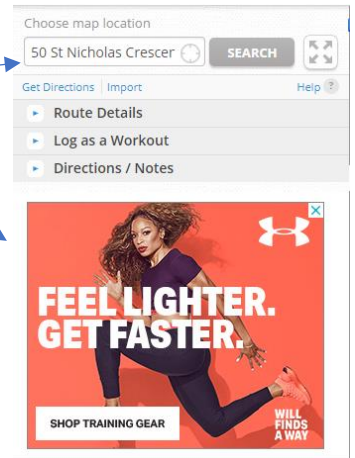 Choose map location
50 St Nicholas Crescer SEARCH
Get Directions Import Help ?
Route Details
Log as a Workout
Directions / Notes
FEEL LIGHTER.
GET FASTER.
SHOP TRAINING GEAR
WILL
FINDS
A WAY